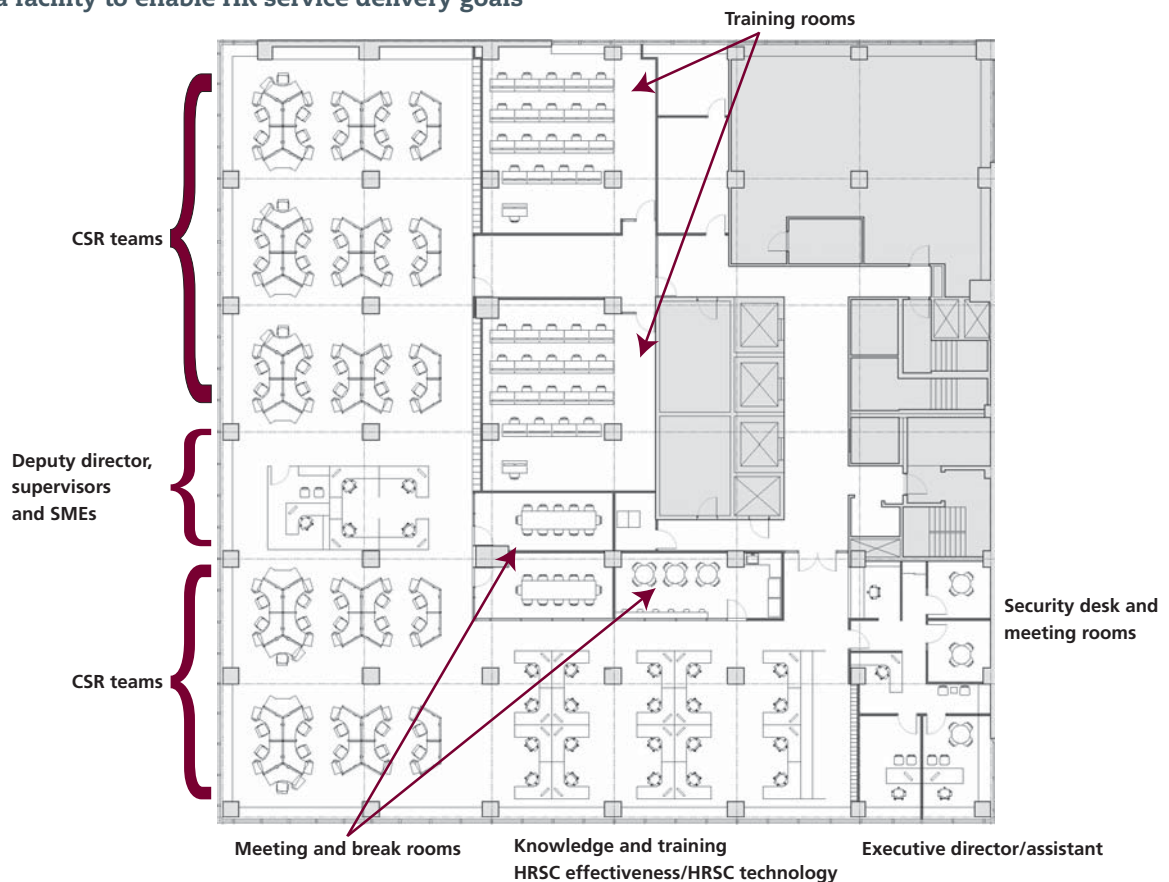 a facility to enable HR service delivery goals
Training rooms
CSR teams
Deputy director,
supervisors
and SMEs
CSR teams
Security desk and
meeting rooms
Meeting and break rooms
Knowledge and training
HRSC effectiveness/HRSC technology
Executive director/assistant